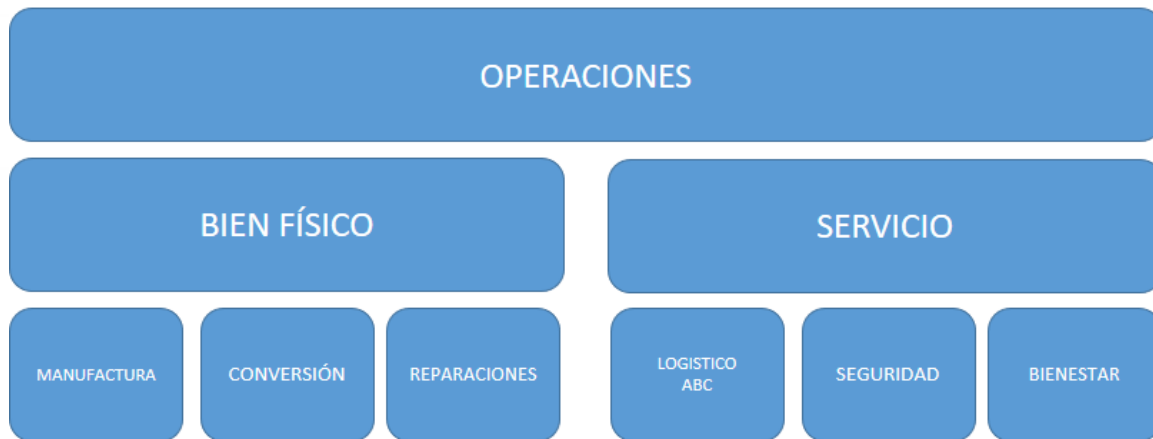 OPERACIONES
BIEN FÍSICO
SERVICIO
MANUFACTURA
CONVERSIÓN
REPARACIONES
LOGISTICO
ABC
SEGURIDAD
BIENESTAR